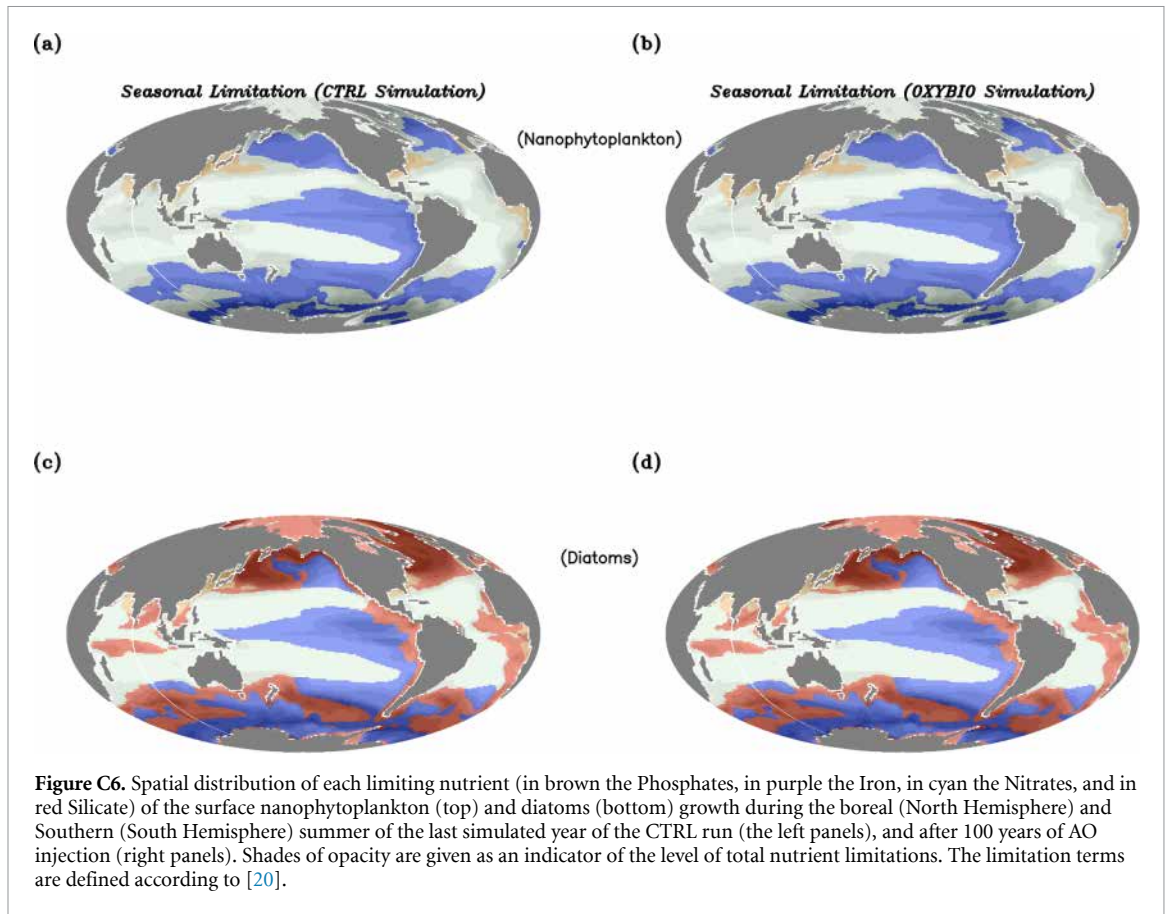 (a)
(b)
Seasonal Limitation (CTRL Simulation)
Seasonal Limitation (OXYBIO Simulation)
(Nanophytoplankton)
(c)
(d)
(Diatoms)
Figure C6. Spatial distribution of each limiting nutrient (in brown the Phosphates, in purple the Iron, in cyan the Nitrates, and in
red Silicate) of the surface nanophytoplankton (top) and diatoms (bottom) growth during the boreal (North Hemisphere) and
Southern (South Hemisphere) summer of the last simulated year of the CTRL run (the left panels), and after 100 years of AO
injection (right panels). Shades of opacity are given as an indicator of the level of total nutrient limitations. The limitation terms
are defined according to [20].